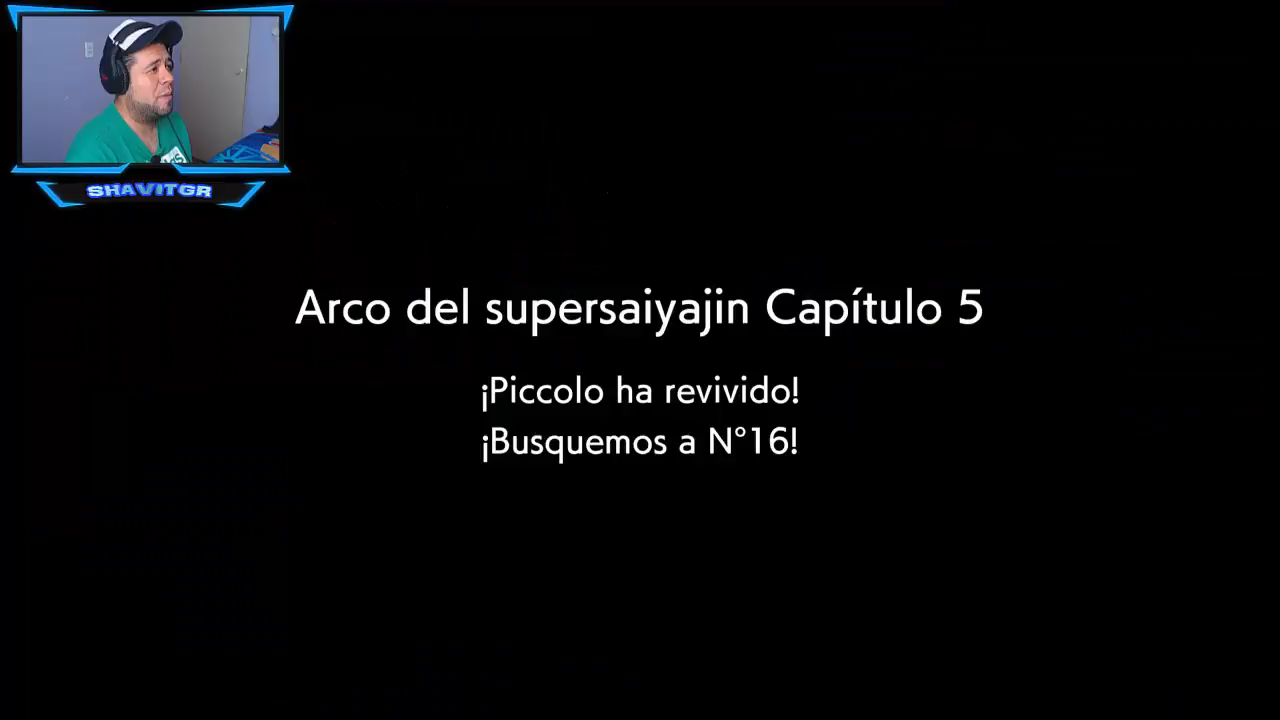 SHAVITGR
Arco del supersaiyajin Capítulo 5
¡Piccolo ha revivido!
¡Busquemos a N°16!